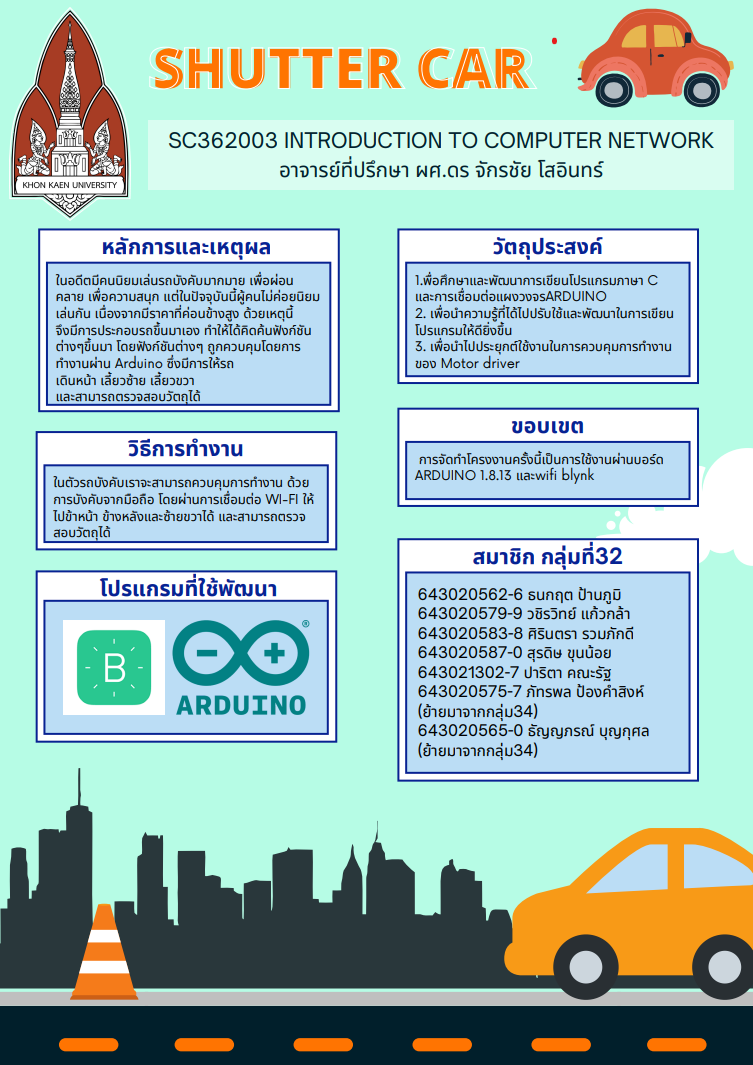 SHUTTER CAR
KHON KAEN UNIVERSITY
SC362003 INTRODUCTION TO COMPUTER NETWORK
อาจารย์ที่ปรึกษา ผศ.ดร จักรชัย โสอินทร์
หลักการและเหตุผล
ในอดีตมีคนนิยมเล่นรถบังคับมากมาย เพื่อผ่อน
คลาย เพื่อความสนุก แต่ในปัจจุบันนี้ผู้คนไม่ค่อยนิยม
เล่นกัน เนื่องจากมีราคาที่ค่อนข้างสูง ด้วยเหตุนี้
จึงมีการประกอบรถขึ้นมาเอง ทำให้ได้คิดค้นฟังก์ชัน
ต่างๆขึ้นมา โดยฟังก์ชันต่างๆ ถูกควบคุมโดยการ
ทำงานผ่าน Arduino ซึ่งมีการให้รถ
เดินหน้า เลี้ยวซ้าย เลี้ยวขวา
และสามารถตรวจสอบวัตถุได้
วิธีการทำงาน
ในตัวรถบังคับเราจะสามารถควบคุมการทำงาน ด้วย
การบังคับจากมือถือ โดยผ่านการเชื่อมต่อ WI-FI ให้
ไปข้าหน้า ข้างหลังและซ้ายขวาได้ และสามารถตรวจ
สอบวัตถุได้
โปรแกรมที่ใช้พัฒนา
B
ARDUINO
®
วัตถุประสงค์
1.พื่อศึกษาและพัฒนาการเขียนโปรแกรมภาษา C
และการเชื่อมต่อแผงวงจรARDUINO
2. เพื่อนำความรู้ที่ได้ไปปรับใช้และพัฒนาในการเขียน
โปรแกรมให้ดียิ่งขึ้น
3. เพื่อนำไปประยุกต์ใช้งานในการควบคุมการทำงาน
ของ Motor driver
ขอบเขต
การจัดทำโครงงานครั้งนี้เป็นการใช้งานผ่านบอร์ด
ARDUINO 1.8.13 และwifi blynk
สมาชิก กลุ่มที่32
643020562-6 ธนกฤต ป้านภูมิ
643020579-9 วชิรวิทย์ แก้วกล้า
643020583-8 ศิรินตรา รวมภักดี
643020587-0 สุรดิษ ขุนน้อย
643021302-7 ปาริตา คณะรัฐ
643020575-7 ภัทรพล ป้องคำสิงห์
(ย้ายมาจากกลุ่ม34)
643020565-0 ธัญญภรณ์ บุญกุศล
(ย้ายมาจากกลุ่ม34)